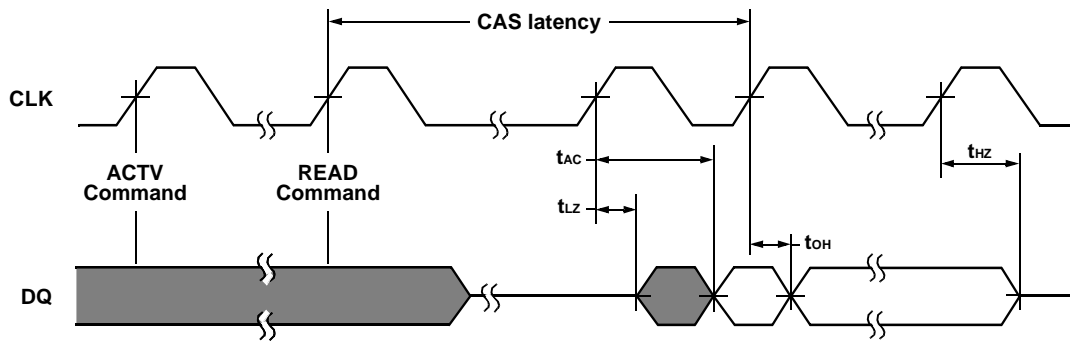 CAS latency
CLK
ACTV
Command
READ
Command
tAC
tHZ
tLZ
tOH
DQ